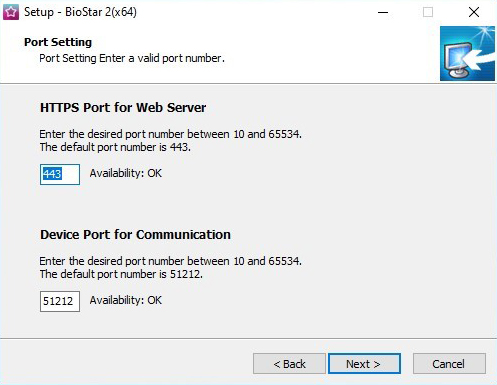 Setup - BioStar 2(x64)
Port Setting
Port Setting Enter a valid port number.
HTTPS Port for Web Server
Enter the desired port number between 10 and 65534.
The default port number is 443.
443 Availability: OK
Device Port for Communication
Enter the desired port number between 10 and 65534.
The default port number is 51212.
51212 Availability: OK
< Back Next > Cancel